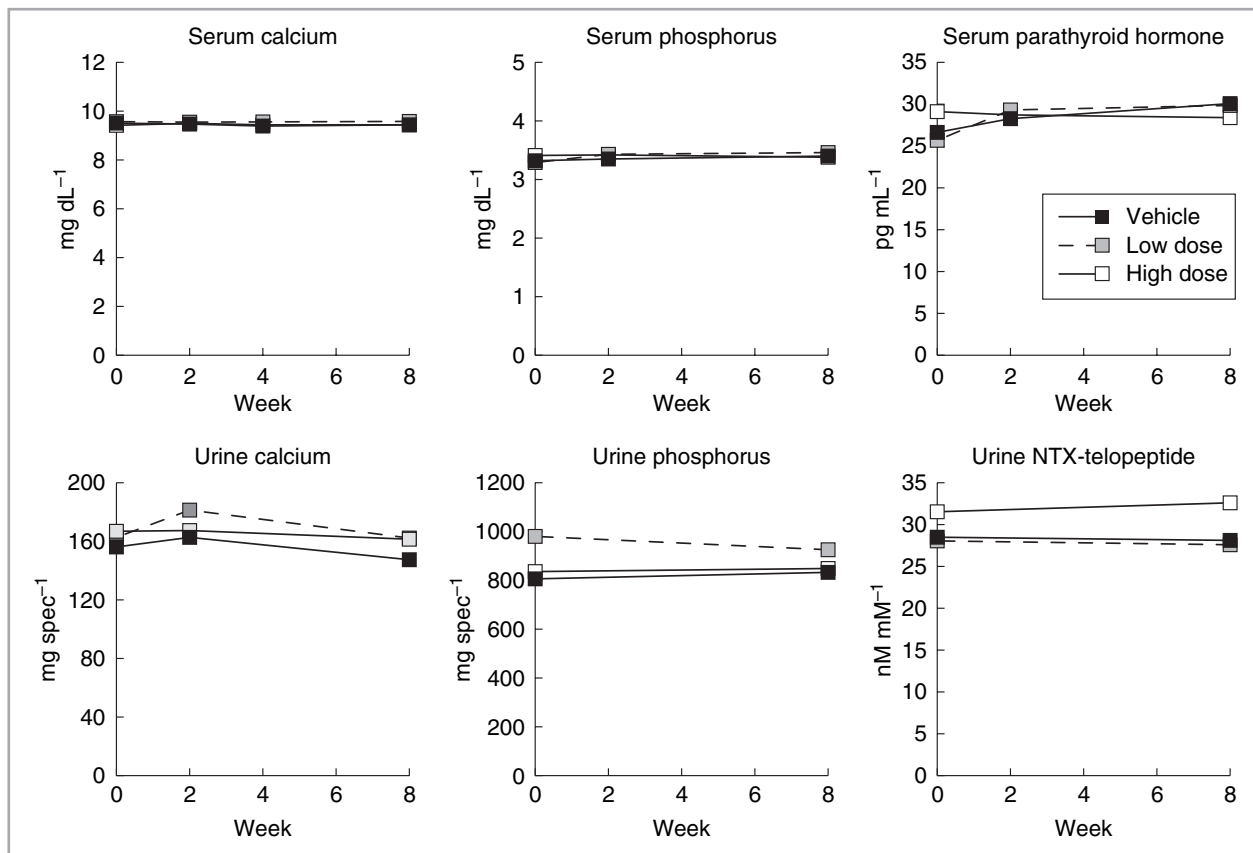 Serum calcium
12
10
8
6
4
2
0
mg dL⁻¹
0 2 4 6 8
Week
Serum phosphorus
5
4
3
2
1
0
mg dL⁻¹
0 2 4 6 8
Week
Serum parathyroid hormone
35
30
25
20
15
10
5
0
pg mL⁻¹
Vehicle
Low dose
High dose
0 2 4 6 8
Week
Urine calcium
200
160
120
80
40
0
mg spec⁻¹
0 2 4 6 8
Week
Urine phosphorus
1200
1000
800
600
400
200
0
mg spec⁻¹
0 2 4 6 8
Week
Urine NTX-telopeptide
35
30
25
20
15
10
5
0
nM mM⁻¹
0 2 4 6 8
Week